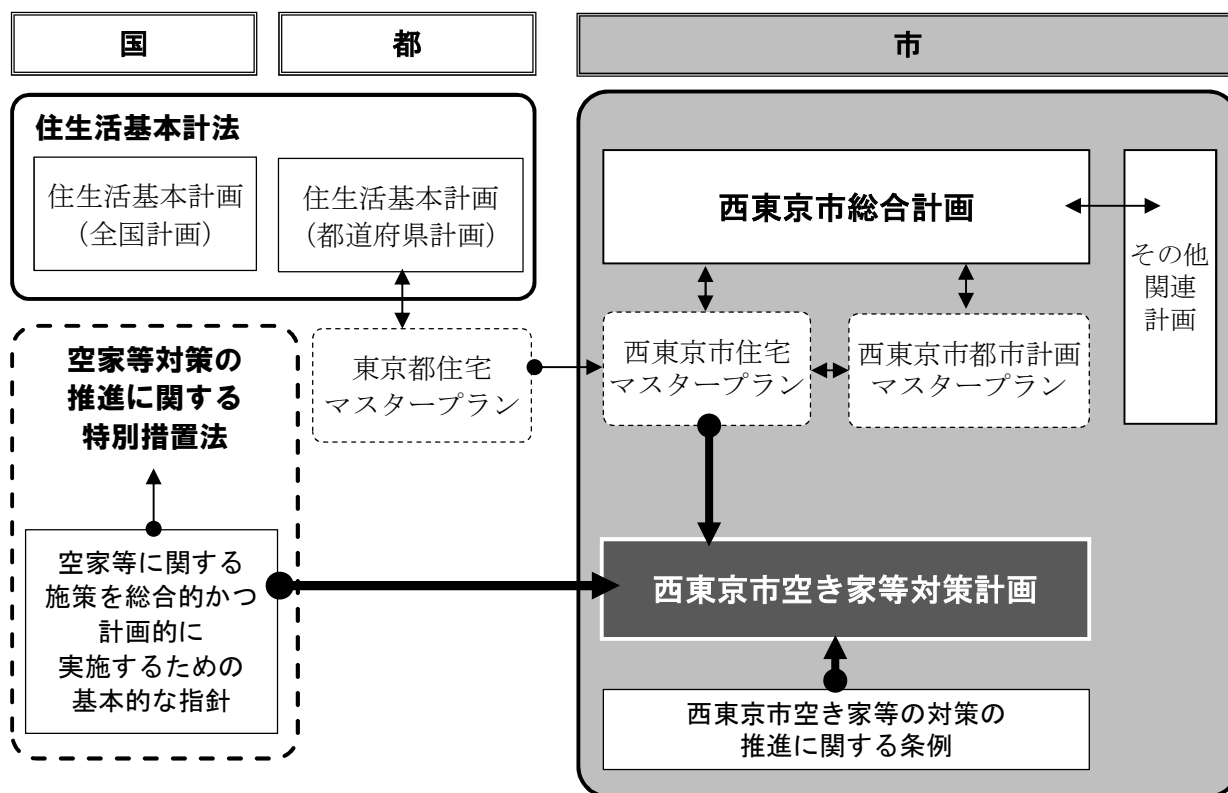 国
都
市
住生活基本計法
住生活基本計画
(全国計画)
住生活基本計画
(都道府県計画)
西東京市総合計画
その他
関連
計画
空家等対策の
推進に関する
特別措置法
東京都住宅
マスタープラン
西東京市住宅
マスタープラン
西東京市都市計画
マスタープラン
空家等に関する
施策を総合的かつ
計画的に
実施するための
基本的な指針
西東京市空き家等対策計画
西東京市空き家等の対策の
推進に関する条例